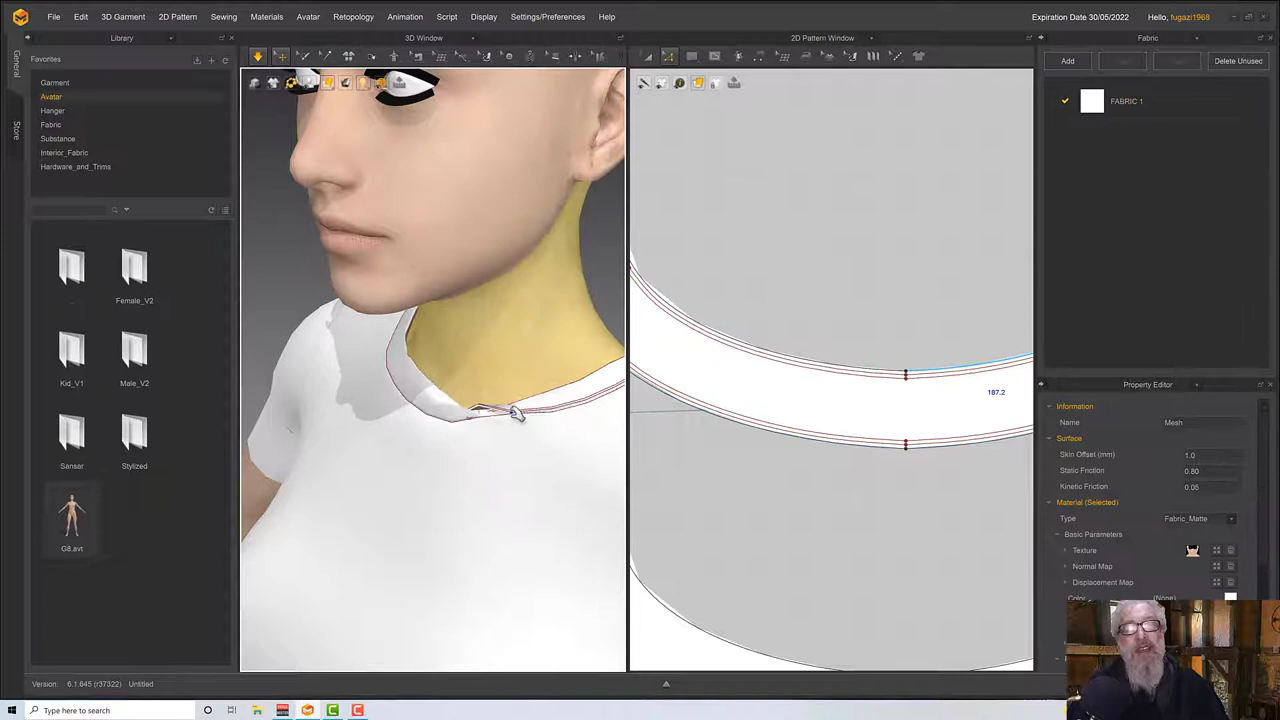 File Edit 3D Garment 2D Pattern Sewing Materials Avatar Retopology Animation Script Display Settings/Preferences Help
Expiration Date 30/05/2022 Hello, fugazi1968
General
Store
Library
3D Window
2D Pattern Window
Fabric
Favorites
Add
Delete Unused
Garment
Avatar
Hanger
Fabric
Substance
Interior_Fabric
Hardware_and_Trims
FABRIC 1
..
Female_V2
Kid_V1
Male_V2
Sansar
Stylized
G8.avt
187.2
Property Editor
Information
Name Mesh
Surface
Skin Offset (mm) 1.0
Static Friction 0.80
Kinetic Friction 0.05
Material (Selected)
Type Fabric_Matte
Basic Parameters
Texture
Normal Map
Displacement Map
Color (None)
Version: 6.1.645 (r37322) Untitled
Type here to search